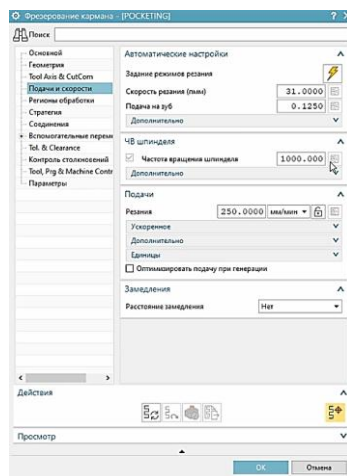 Фрезерование кармана - [POCKETING]
Поиск
Основной
Геометрия
Tool Axis & CutCom
Подачи и скорости
Регионы обработки
Стратегия
Соединения
Вспомогательные перем
Tol. & Clearance
Контроль столкновений
Tool, Prg & Machine Contr
Параметры
Автоматические настройки
Задание режимов резания
Скорость резания (smm)
31.0000
Подача на зуб
0.1250
Дополнительно
ЧВ шпинделя
Частота вращения шпинделя
1000.000
Дополнительно
Подачи
Резания
250.0000
мм/мин
Ускоренное
Дополнительно
Единицы
Оптимизировать подачу при генерации
Замедления
Расстояние замедления
Нет
Действия
Просмотр
OK
Отмена